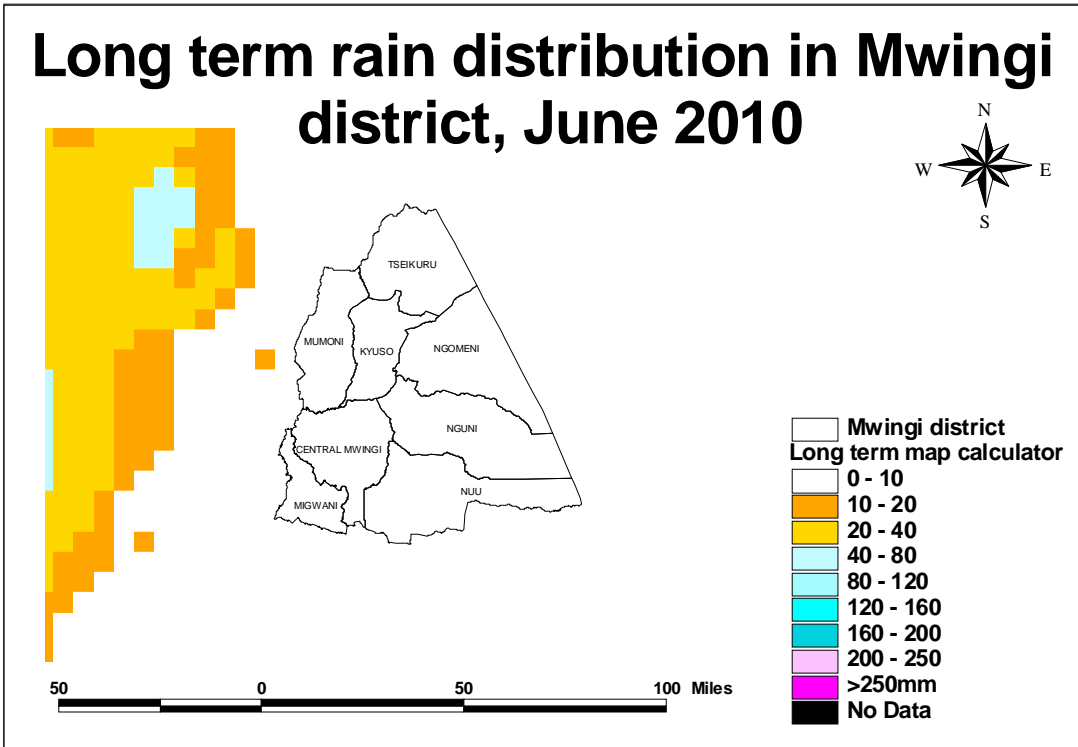 Long term rain distribution in Mwingi
district, June 2010
N
W
E
S
TSEIKURU
MUMONI
KYUSO
NGOMENI
NGUNI
CENTRAL MWINGI
NUU
MIGWANI
Mwingi district
Long term map calculator
0 - 10
10 - 20
20 - 40
40 - 80
80 - 120
120 - 160
160 - 200
200 - 250
>250mm
No Data
50 0 50 100 Miles